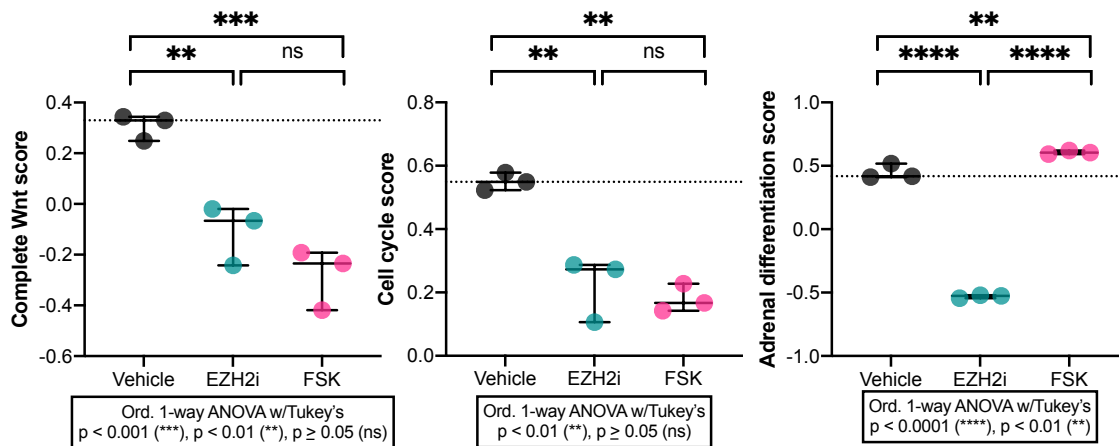 ***
** ns
Complete Wnt score
0.4
0.2
0.0
-0.2
-0.4
-0.6
Vehicle EZH2i FSK
Ord. 1-way ANOVA w/Tukey's
p < 0.001 (***), p < 0.01 (**), p ≥ 0.05 (ns)
**
** ns
Cell cycle score
0.8
0.6
0.4
0.2
0.0
Vehicle EZH2i FSK
Ord. 1-way ANOVA w/Tukey's
p < 0.01 (**), p ≥ 0.05 (ns)
**
**** ****
Adrenal differentiation score
1.0
0.5
0.0
-0.5
-1.0
Vehicle EZH2i FSK
Ord. 1-way ANOVA w/Tukey's
p < 0.0001 (****), p < 0.01 (**)